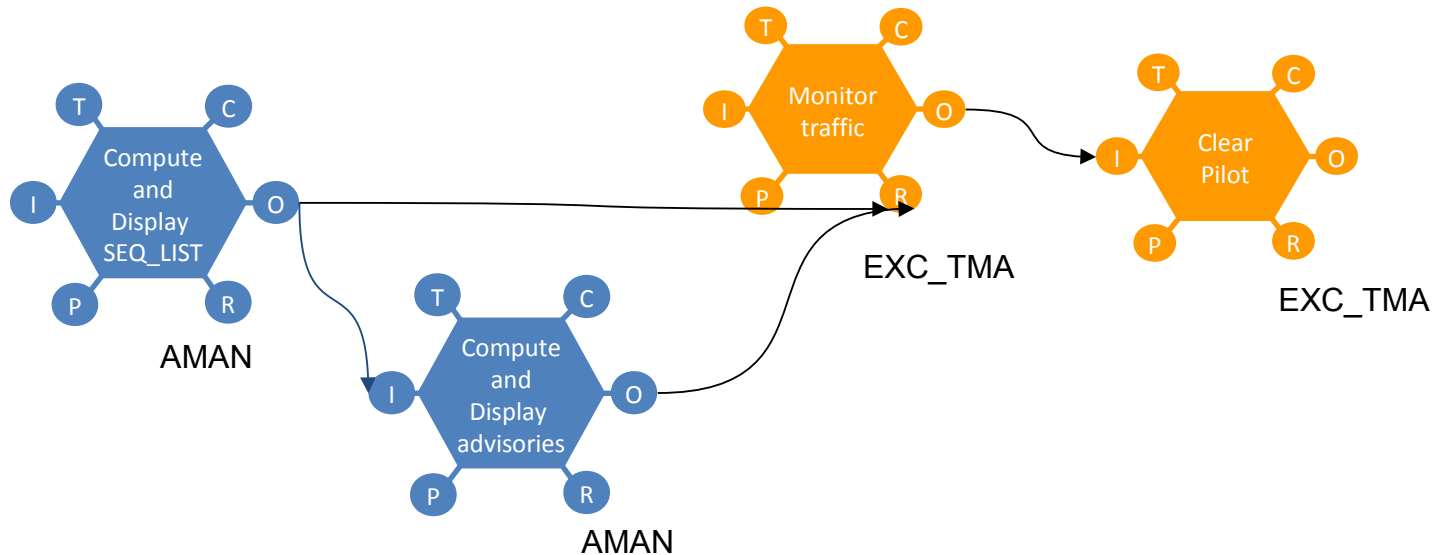 T
C
I
Compute
and
Display
SEQ_LIST
O
P
R
AMAN
T
C
I
Compute
and
Display
advisories
O
P
R
AMAN
T
C
I
Monitor
traffic
O
P
R
EXC_TMA
T
C
I
Clear
Pilot
O
P
R
EXC_TMA